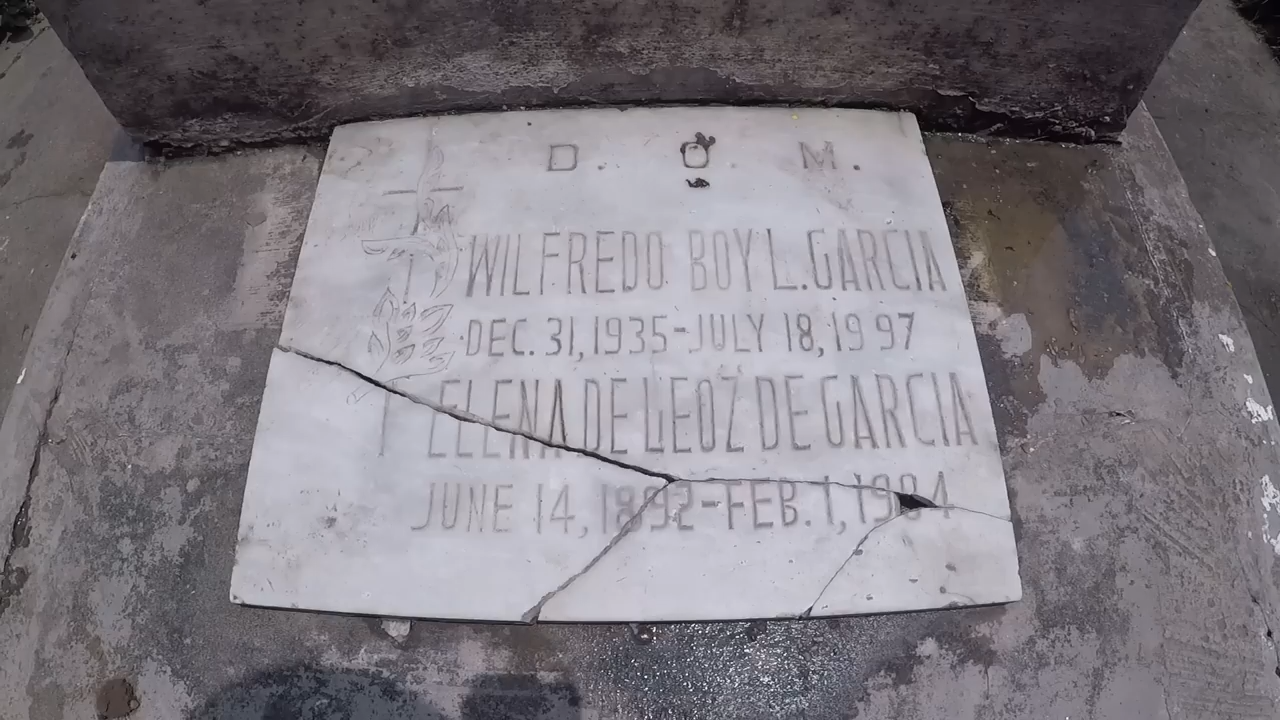 D. O. M.
WILFREDO BOY L. GARCIA
DEC. 31, 1935-JULY 18, 1997
ELENA DE LEOZ DE GARCIA
JUNE 14, 1892-FEB. 1, 1984